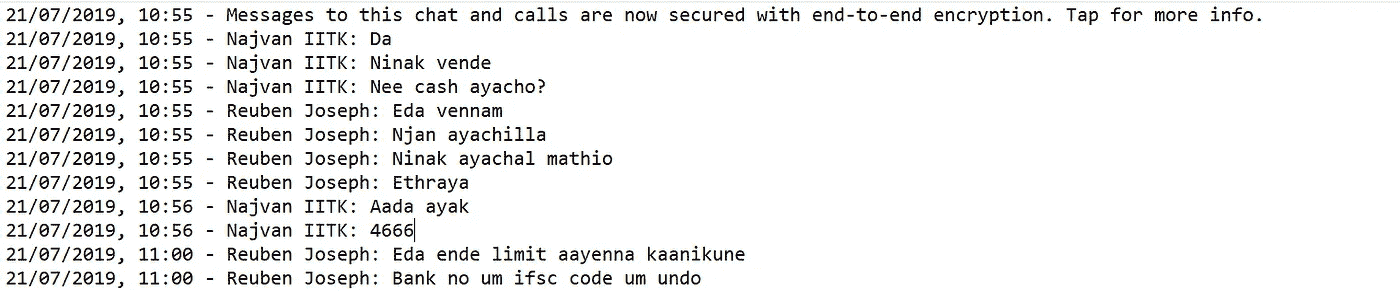 21/07/2019, 10:55 - Messages to this chat and calls are now secured with end-to-end encryption. Tap for more info.
21/07/2019, 10:55 - Najvan IITK: Da
21/07/2019, 10:55 - Najvan IITK: Ninak vende
21/07/2019, 10:55 - Najvan IITK: Nee cash ayacho?
21/07/2019, 10:55 - Reuben Joseph: Eda vennam
21/07/2019, 10:55 - Reuben Joseph: Njan ayachilla
21/07/2019, 10:55 - Reuben Joseph: Ninak ayachal mathio
21/07/2019, 10:55 - Reuben Joseph: Ethraya
21/07/2019, 10:56 - Najvan IITK: Aada ayak
21/07/2019, 10:56 - Najvan IITK: 4666
21/07/2019, 11:00 - Reuben Joseph: Eda ende limit aayenna kaanikune
21/07/2019, 11:00 - Reuben Joseph: Bank no um ifsc code um undo